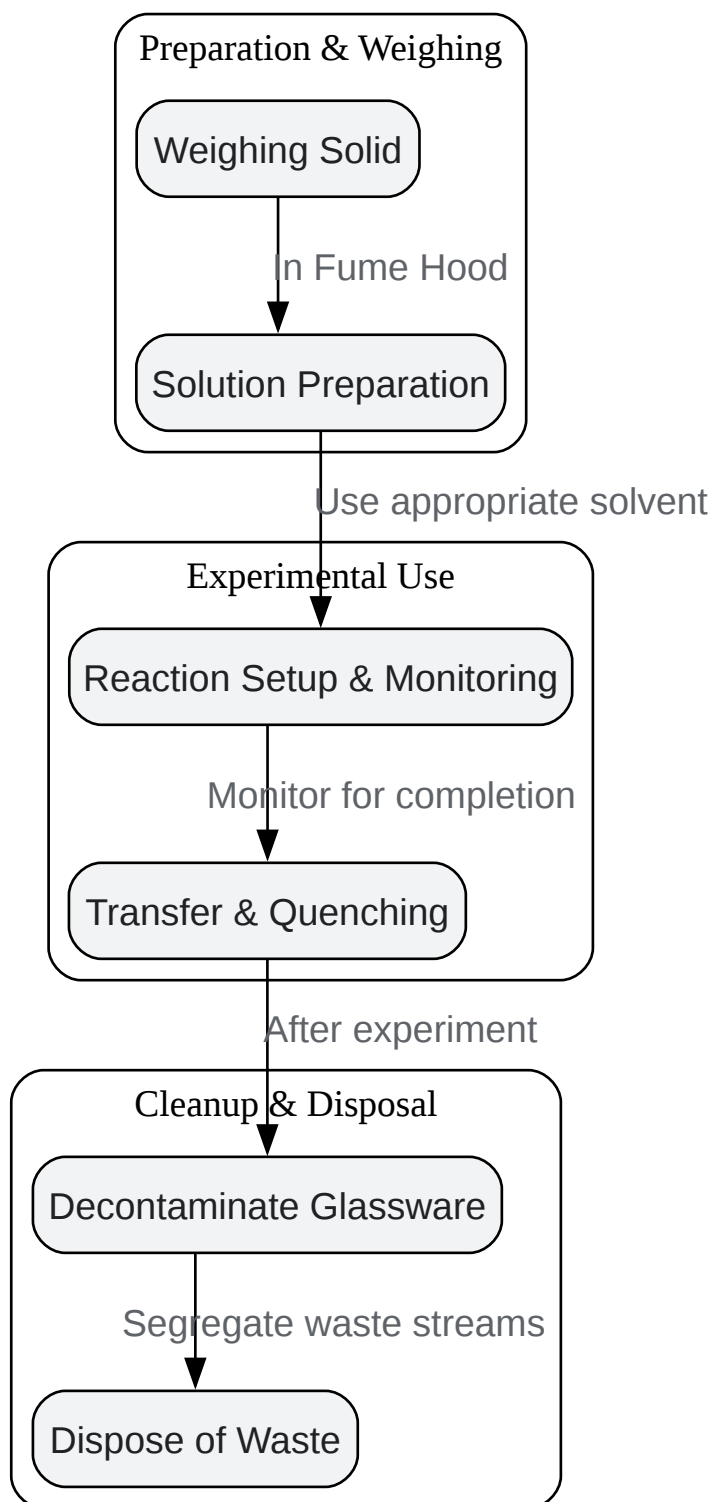 Preparation & Weighing
Weighing Solid
In Fume Hood
Solution Preparation
Use appropriate solvent
Experimental Use
Reaction Setup & Monitoring
Monitor for completion
Transfer & Quenching
After experiment
Cleanup & Disposal
Decontaminate Glassware
Segregate waste streams
Dispose of Waste